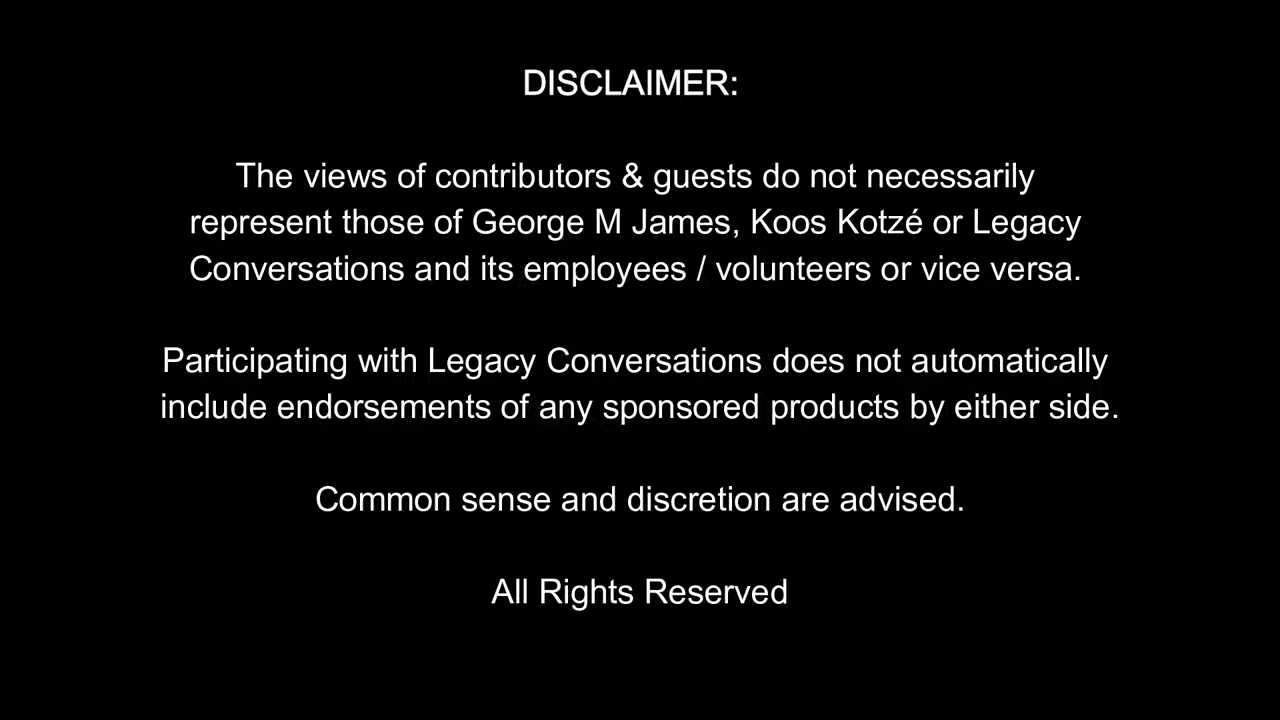 DISCLAIMER:
The views of contributors & guests do not necessarily
represent those of George M James, Koos Kotzé or Legacy
Conversations and its employees / volunteers or vice versa.
Participating with Legacy Conversations does not automatically
include endorsements of any sponsored products by either side.
Common sense and discretion are advised.
All Rights Reserved